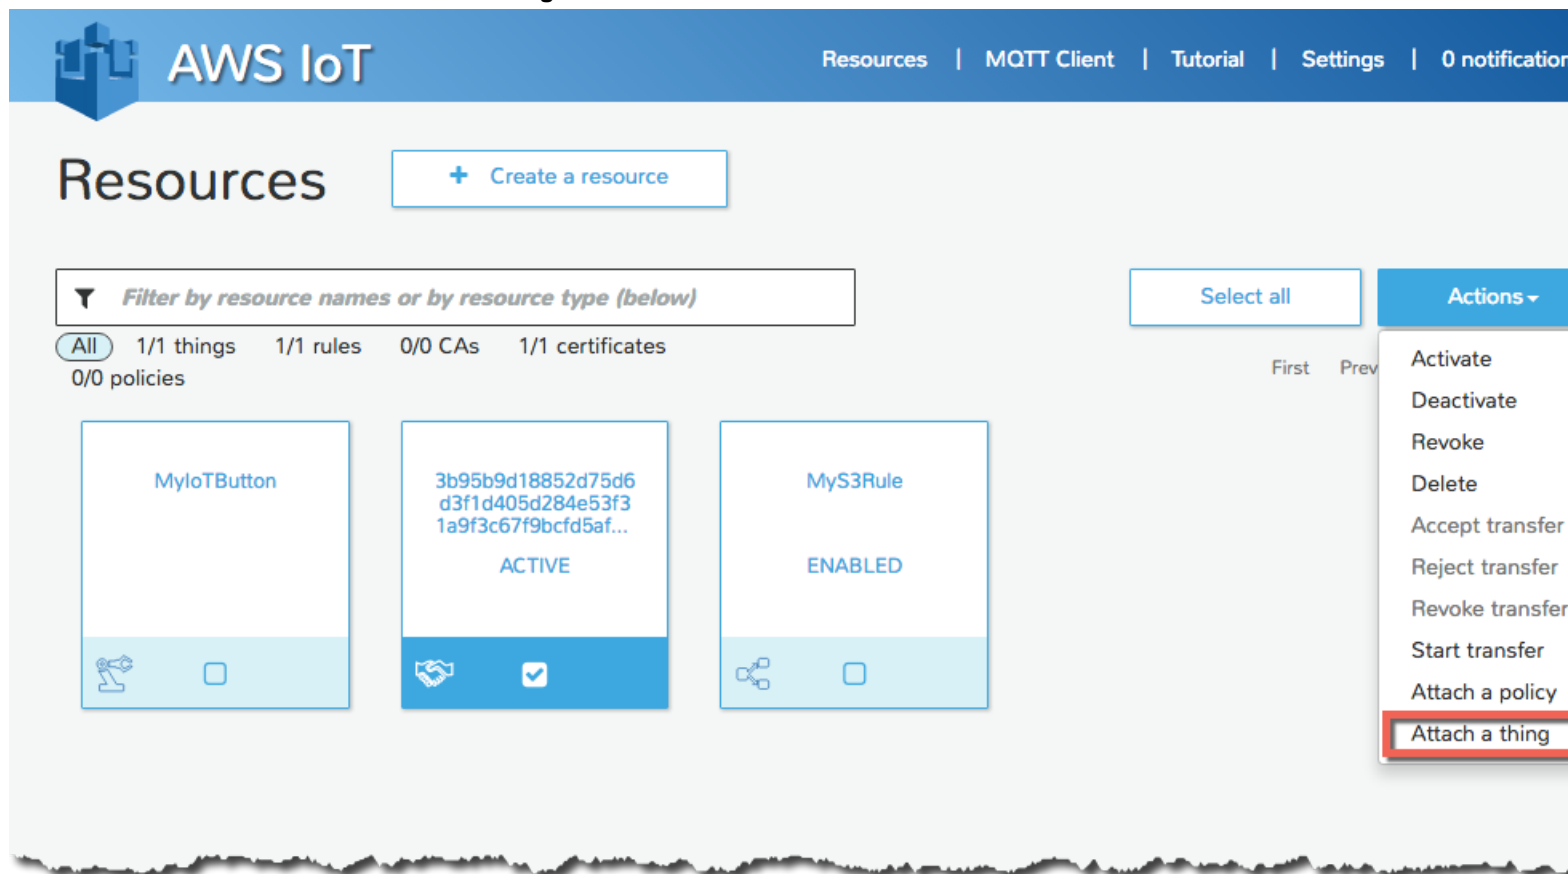 AWS IoT
Resources | MQTT Client | Tutorial | Settings | 0 notification
Resources
+ Create a resource
Filter by resource names or by resource type (below)
Select all
Actions
All 1/1 things 1/1 rules 0/0 CAs 1/1 certificates
0/0 policies
First Prev
Activate
Deactivate
Revoke
Delete
Accept transfer
Reject transfer
Revoke transfer
Start transfer
Attach a policy
Attach a thing
MyIoTButton
3b95b9d18852d75d6
d3f1d405d284e53f3
1a9f3c67f9bcfd5af...
ACTIVE
MyS3Rule
ENABLED